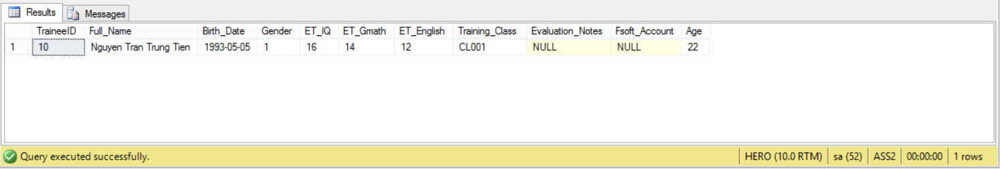 Results Messages
TraineeID Full_Name Birth_Date Gender ET_IQ ET_Gmath ET_English Training_Class Evaluation_Notes Fsoft_Account Age
1 10 Nguyen Tran Trung Tien 1993-05-05 1 16 14 12 CL001 NULL NULL 22
Query executed successfully. HERO (10.0 RTM) sa (52) ASS2 00:00:00 1 rows